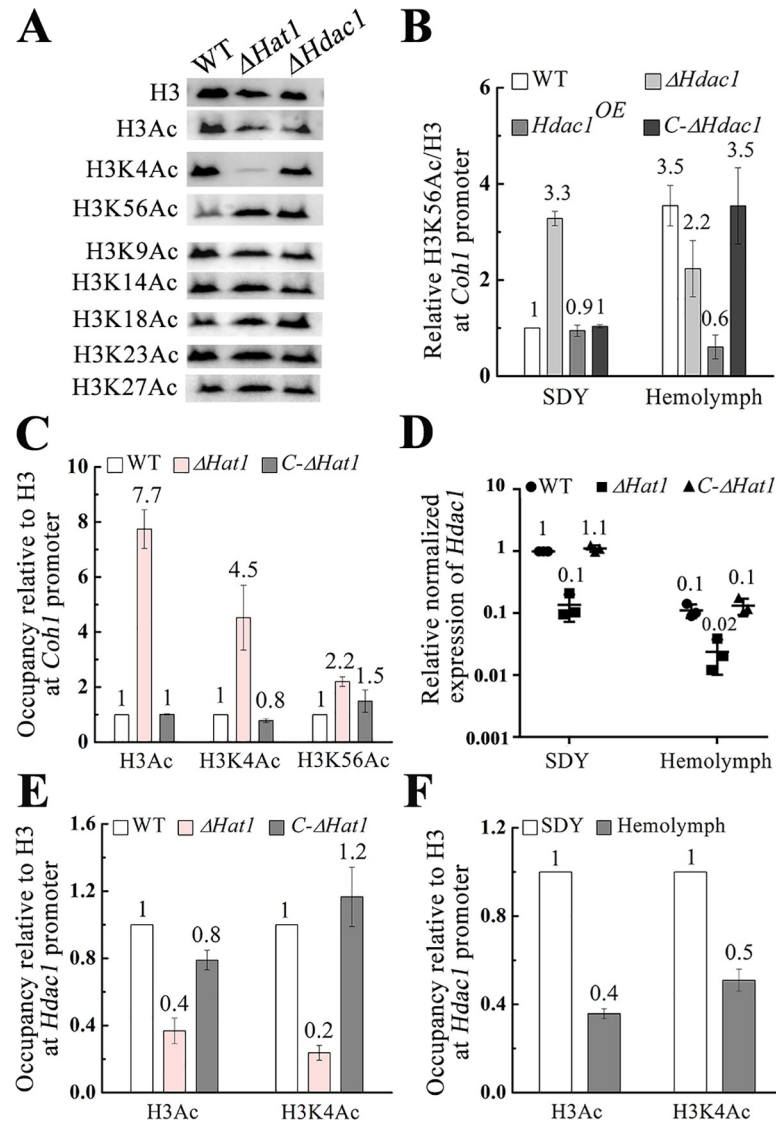 A
WT ΔHat1 ΔHdac1
H3
H3Ac
H3K4Ac
H3K56Ac
H3K9Ac
H3K14Ac
H3K18Ac
H3K23Ac
H3K27Ac
B
Relative H3K56Ac/H3
at Coh1 promoter
6
4
2
0
WT ΔHdac1
Hdac1OE C-ΔHdac1
1 3.3 0.9 1
3.5 2.2 0.6 3.5
SDY Hemolymph
C
Occupancy relative to H3
at Coh1 promoter
10
8
6
4
2
0
WT ΔHat1 C-ΔHat1
1 7.7 1
1 4.5 0.8
1 2.2 1.5
H3Ac H3K4Ac H3K56Ac
D
Relative normalized
expression of Hdac1
10
1
0.1
0.01
0.001
WT ΔHat1 C-ΔHat1
1 0.1 1.1
0.1 0.02 0.1
SDY Hemolymph
E
Occupancy relative to H3
at Hdac1 promoter
1.6
1.2
0.8
0.4
0.0
WT ΔHat1 C-ΔHat1
1 0.4 0.8
1 0.2 1.2
H3Ac H3K4Ac
F
Occupancy relative to H3
at Hdac1 promoter
1.2
0.8
0.4
0.0
SDY Hemolymph
1 0.4
1 0.5
H3Ac H3K4Ac